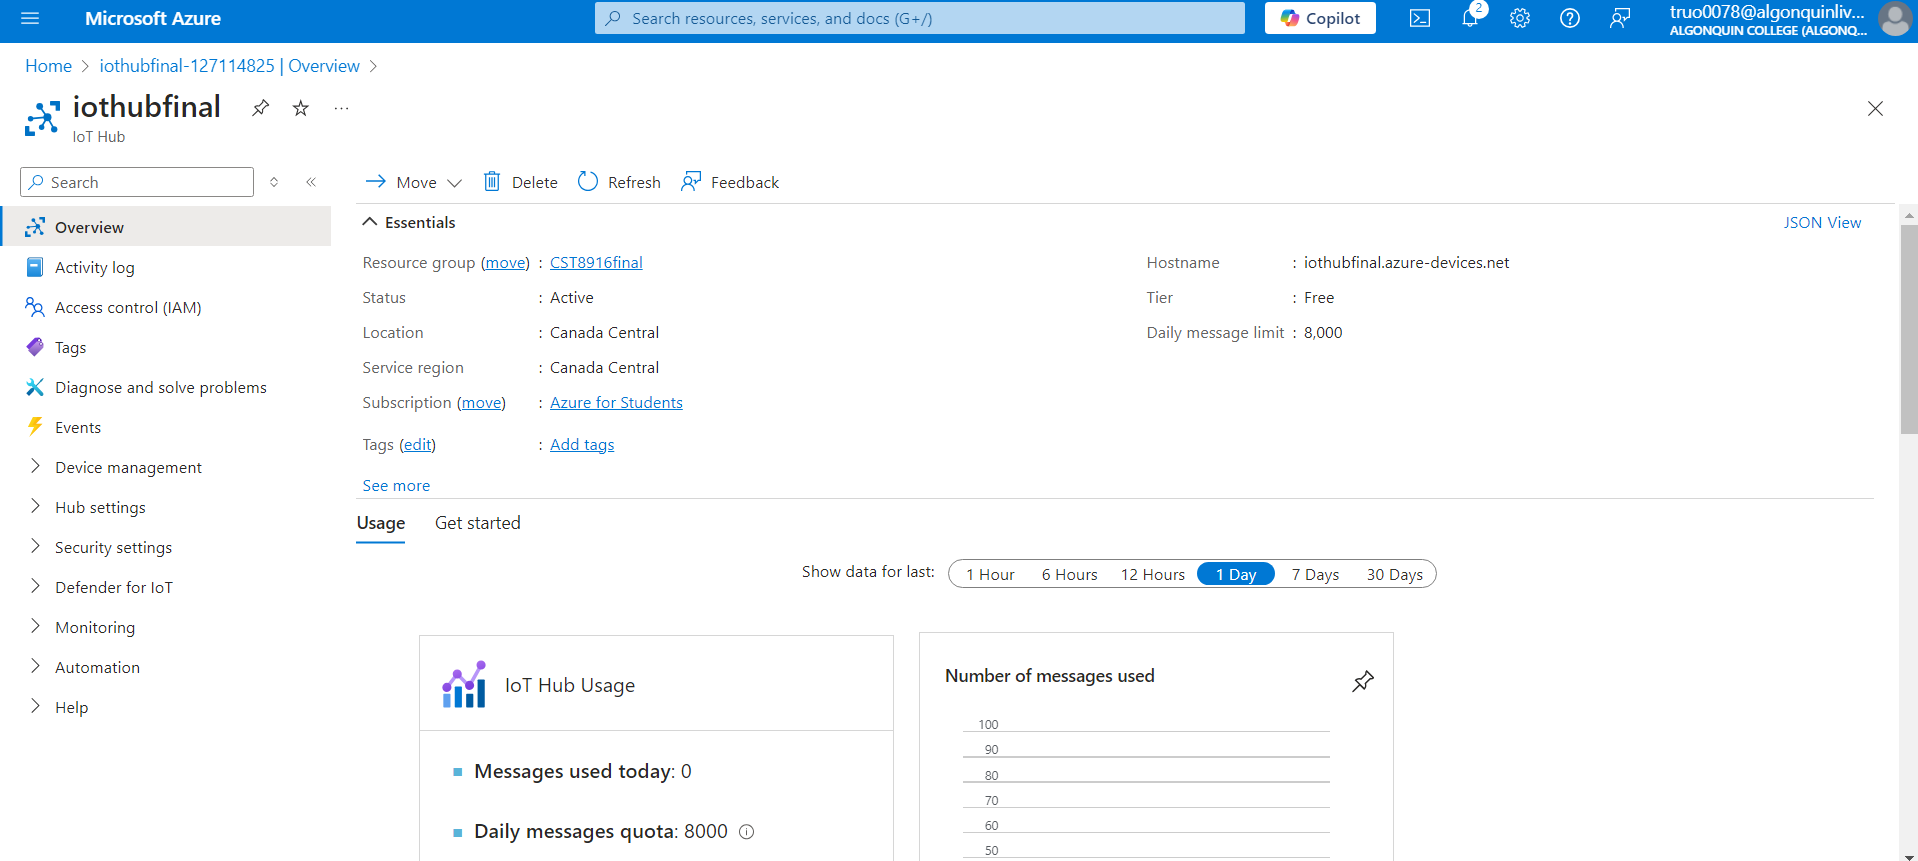 Microsoft Azure
Search resources, services, and docs (G+/)
Copilot
2
truo0078@algonquinliv...
ALGONQUIN COLLEGE (ALGONQ...
Home > iothubfinal-127114825 | Overview >
iothubfinal
IoT Hub
Search
Move
Delete
Refresh
Feedback
Overview
Activity log
Access control (IAM)
Tags
Diagnose and solve problems
Events
Device management
Hub settings
Security settings
Defender for IoT
Monitoring
Automation
Help
Essentials
JSON View
Resource group (move) : CST8916final
Status : Active
Location : Canada Central
Service region : Canada Central
Subscription (move) : Azure for Students
Tags (edit) : Add tags
See more
Hostname : iothubfinal.azure-devices.net
Tier : Free
Daily message limit : 8,000
Usage Get started
Show data for last: 1 Hour 6 Hours 12 Hours 1 Day 7 Days 30 Days
IoT Hub Usage
Messages used today: 0
Daily messages quota: 8000
Number of messages used
100
90
80
70
60
50